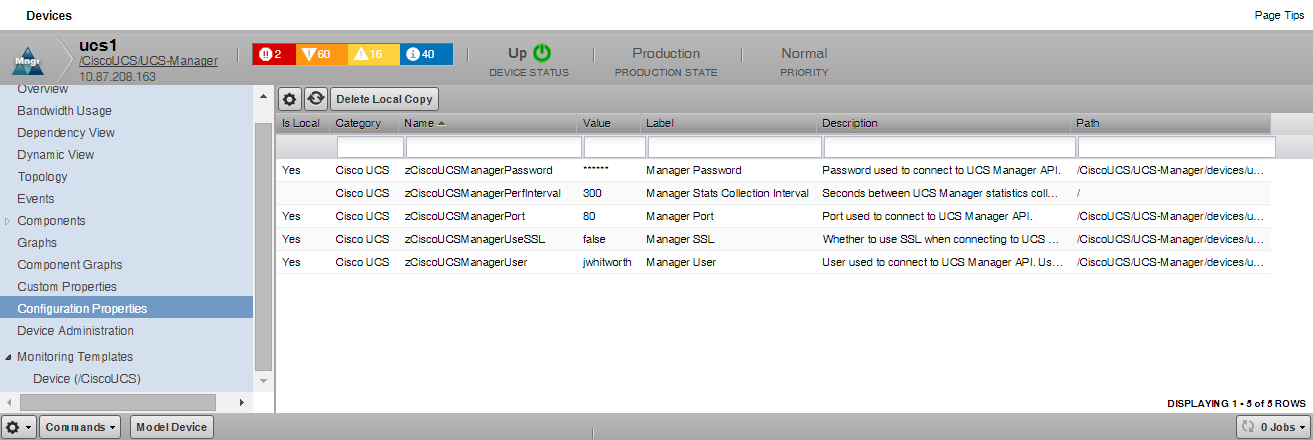 Devices
Page Tips
Mngr
ucs1
/CiscoUCS/UCS-Manager
10.87.208.163
2 60 16 40
Up
DEVICE STATUS
Production
PRODUCTION STATE
Normal
PRIORITY
Overview
Bandwidth Usage
Dependency View
Dynamic View
Topology
Events
Components
Graphs
Component Graphs
Custom Properties
Configuration Properties
Device Administration
Monitoring Templates
Device (/CiscoUCS)
Delete Local Copy
Is Local Category Name Value Label Description Path
Yes Cisco UCS zCiscoUCSManagerPassword ****** Manager Password Password used to connect to UCS Manager API. /CiscoUCS/UCS-Manager/devices/u...
Cisco UCS zCiscoUCSManagerPerfInterval 300 Manager Stats Collection Interval Seconds between UCS Manager statistics coll... /
Yes Cisco UCS zCiscoUCSManagerPort 80 Manager Port Port used to connect to UCS Manager API. /CiscoUCS/UCS-Manager/devices/u...
Yes Cisco UCS zCiscoUCSManagerUseSSL false Manager SSL Whether to use SSL when connecting to UCS ... /CiscoUCS/UCS-Manager/devices/u...
Yes Cisco UCS zCiscoUCSManagerUser jwhitworth Manager User User used to connect to UCS Manager API. Us... /CiscoUCS/UCS-Manager/devices/u...
DISPLAYING 1 - 5 of 5 ROWS
Commands
Model Device
0 Jobs